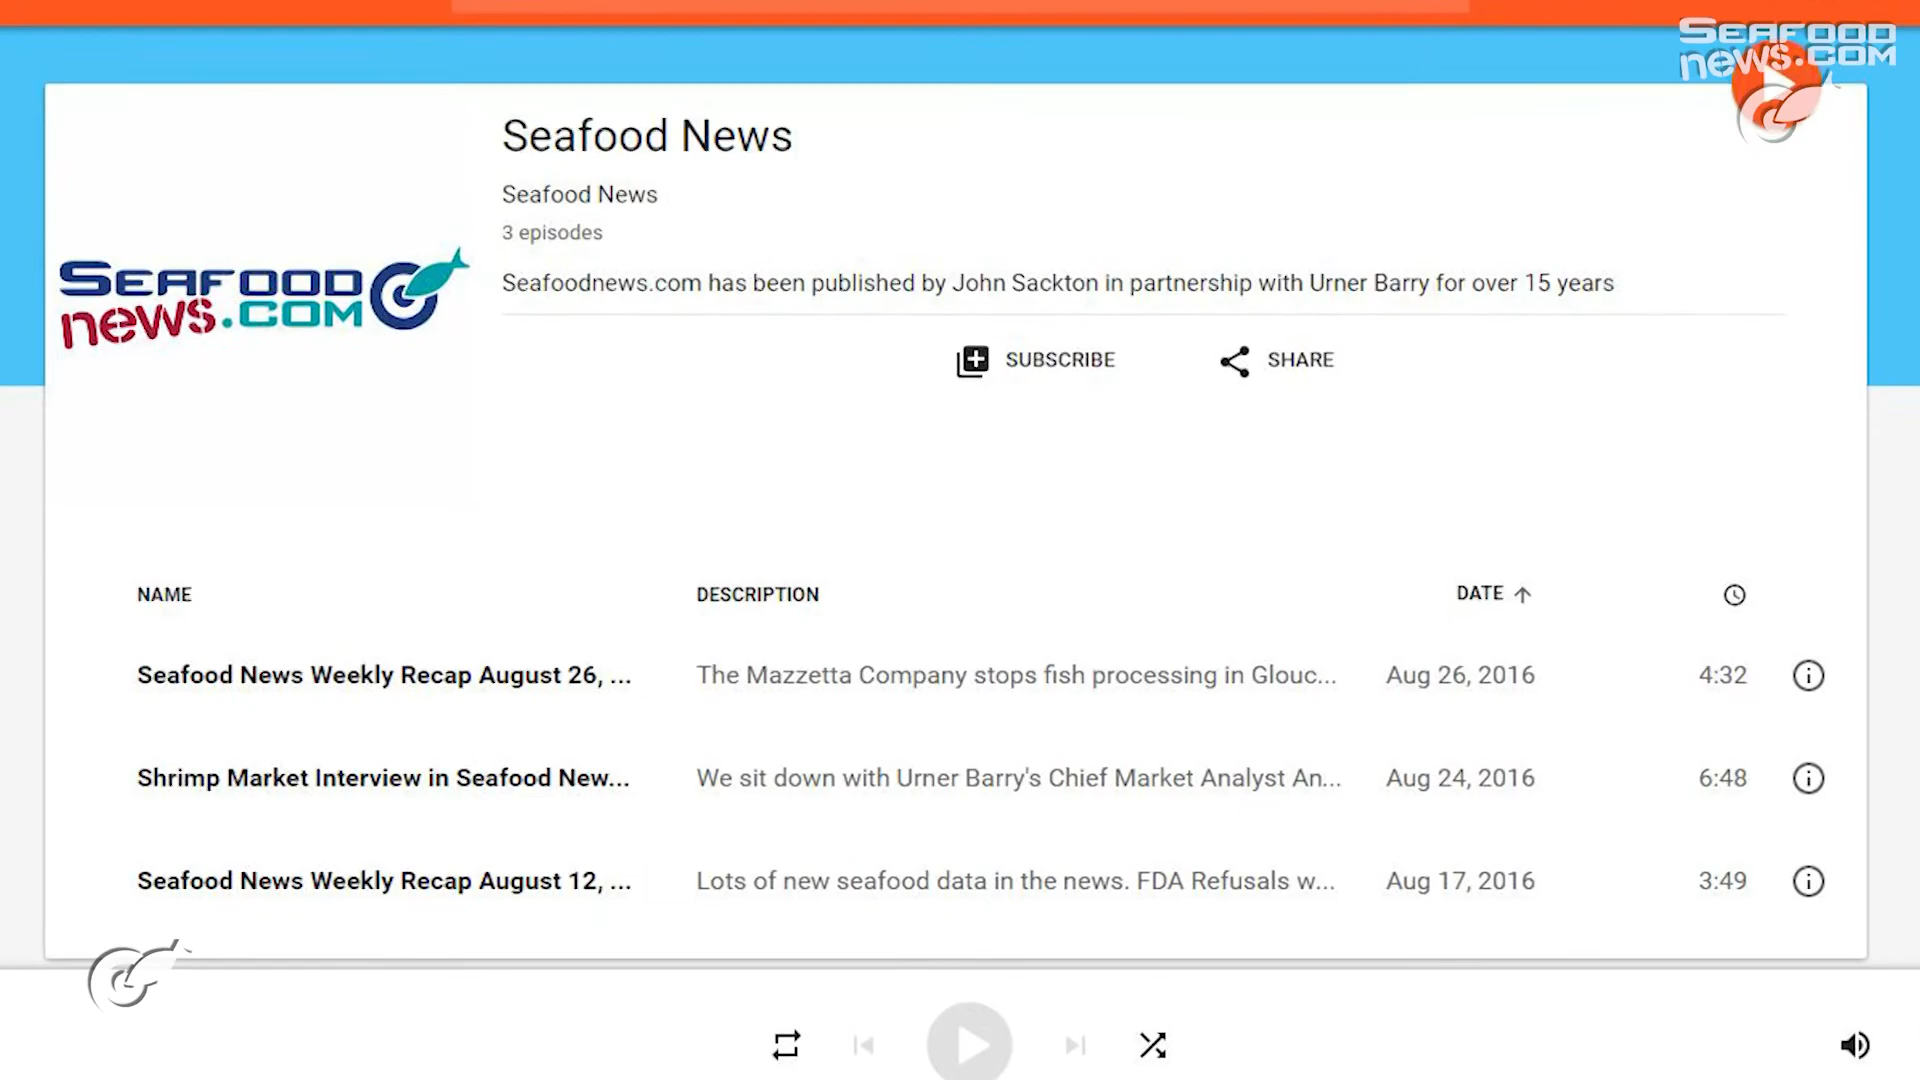 SEAFOOD
news.COM
Seafood News
Seafood News
3 episodes
Seafoodnews.com has been published by John Sackton in partnership with Urner Barry for over 15 years
SEAFOOD
news.COM
SUBSCRIBE
SHARE
NAME DESCRIPTION DATE
Seafood News Weekly Recap August 26, ... The Mazzetta Company stops fish processing in Glouc... Aug 26, 2016 4:32
Shrimp Market Interview in Seafood New... We sit down with Urner Barry's Chief Market Analyst An... Aug 24, 2016 6:48
Seafood News Weekly Recap August 12, ... Lots of new seafood data in the news. FDA Refusals w... Aug 17, 2016 3:49